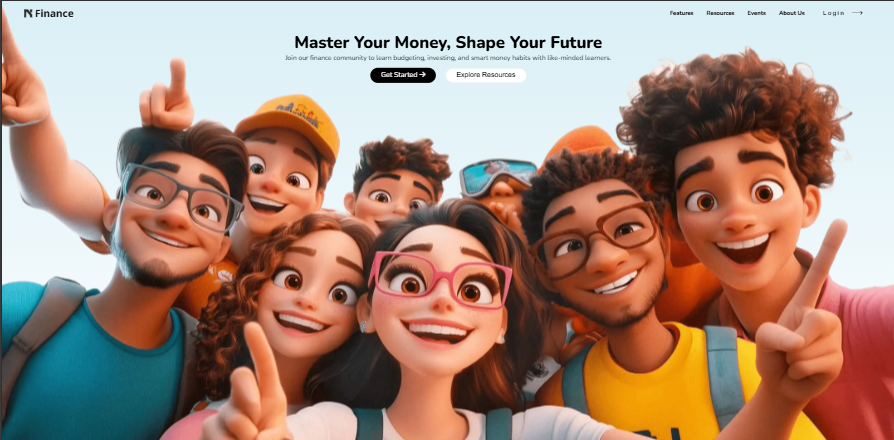 Finance
Features Resources Events About Us Login
Master Your Money, Shape Your Future
Join our finance community to learn budgeting, investing, and smart money habits with like-minded learners.
Get Started → Explore Resources